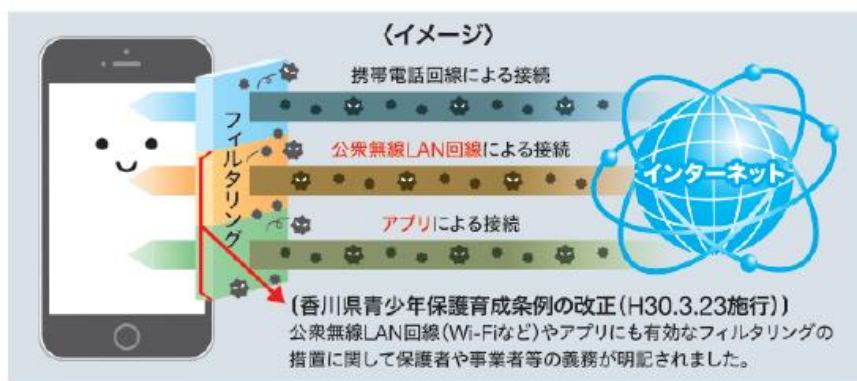 〈イメージ〉
携帯電話回線による接続
フィルタリング
公衆無線LAN回線による接続
インターネット
アプリによる接続
(香川県青少年保護育成条例の改正(H30.3.23施行))
公衆無線LAN回線(Wi-Fiなど)やアプリにも有効なフィルタリングの
措置に関して保護者や事業者等の義務が明記されました。